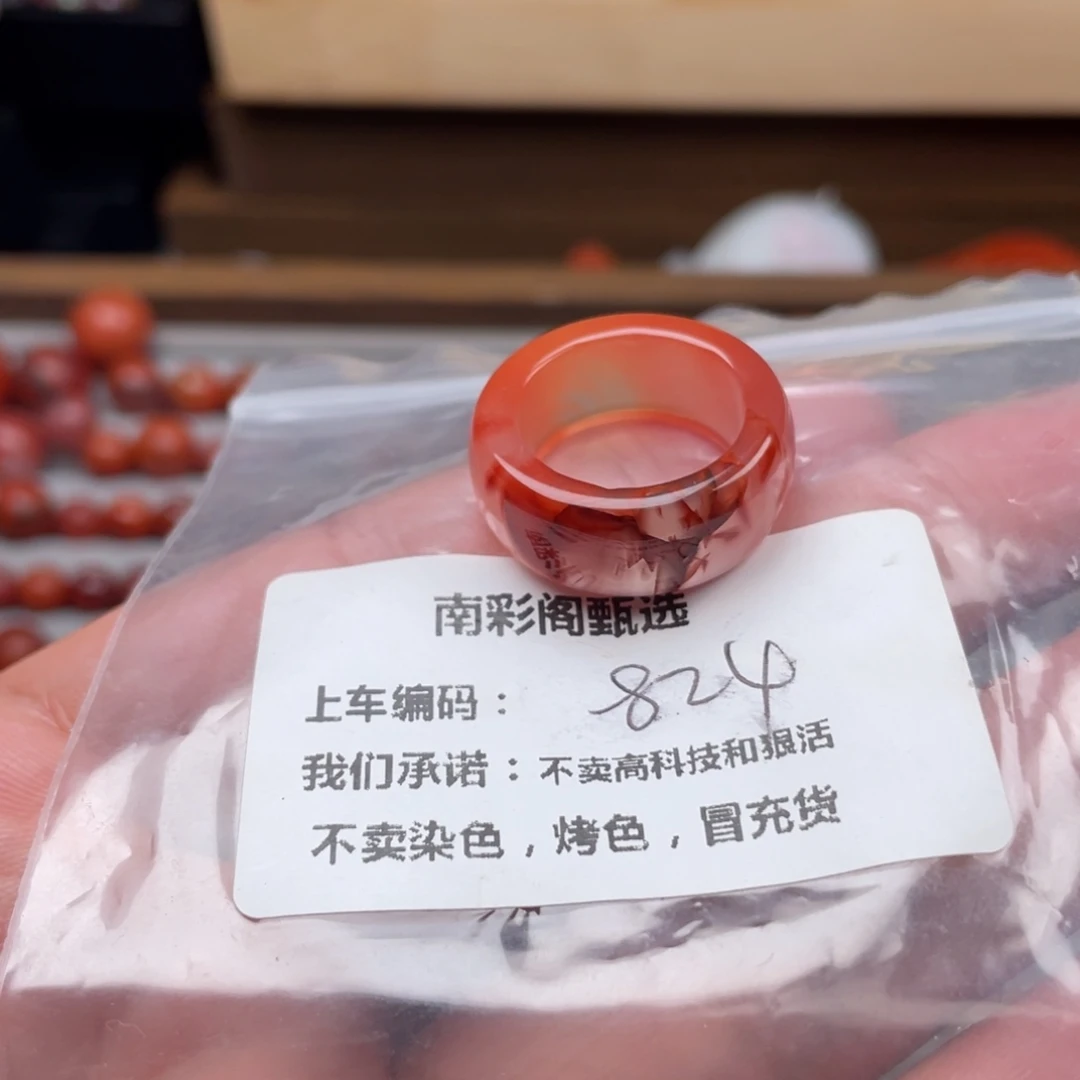 南彩阁甄选
上车编码：824
我们承诺：不卖高科技和狠活
不卖染色，烤色，冒充货